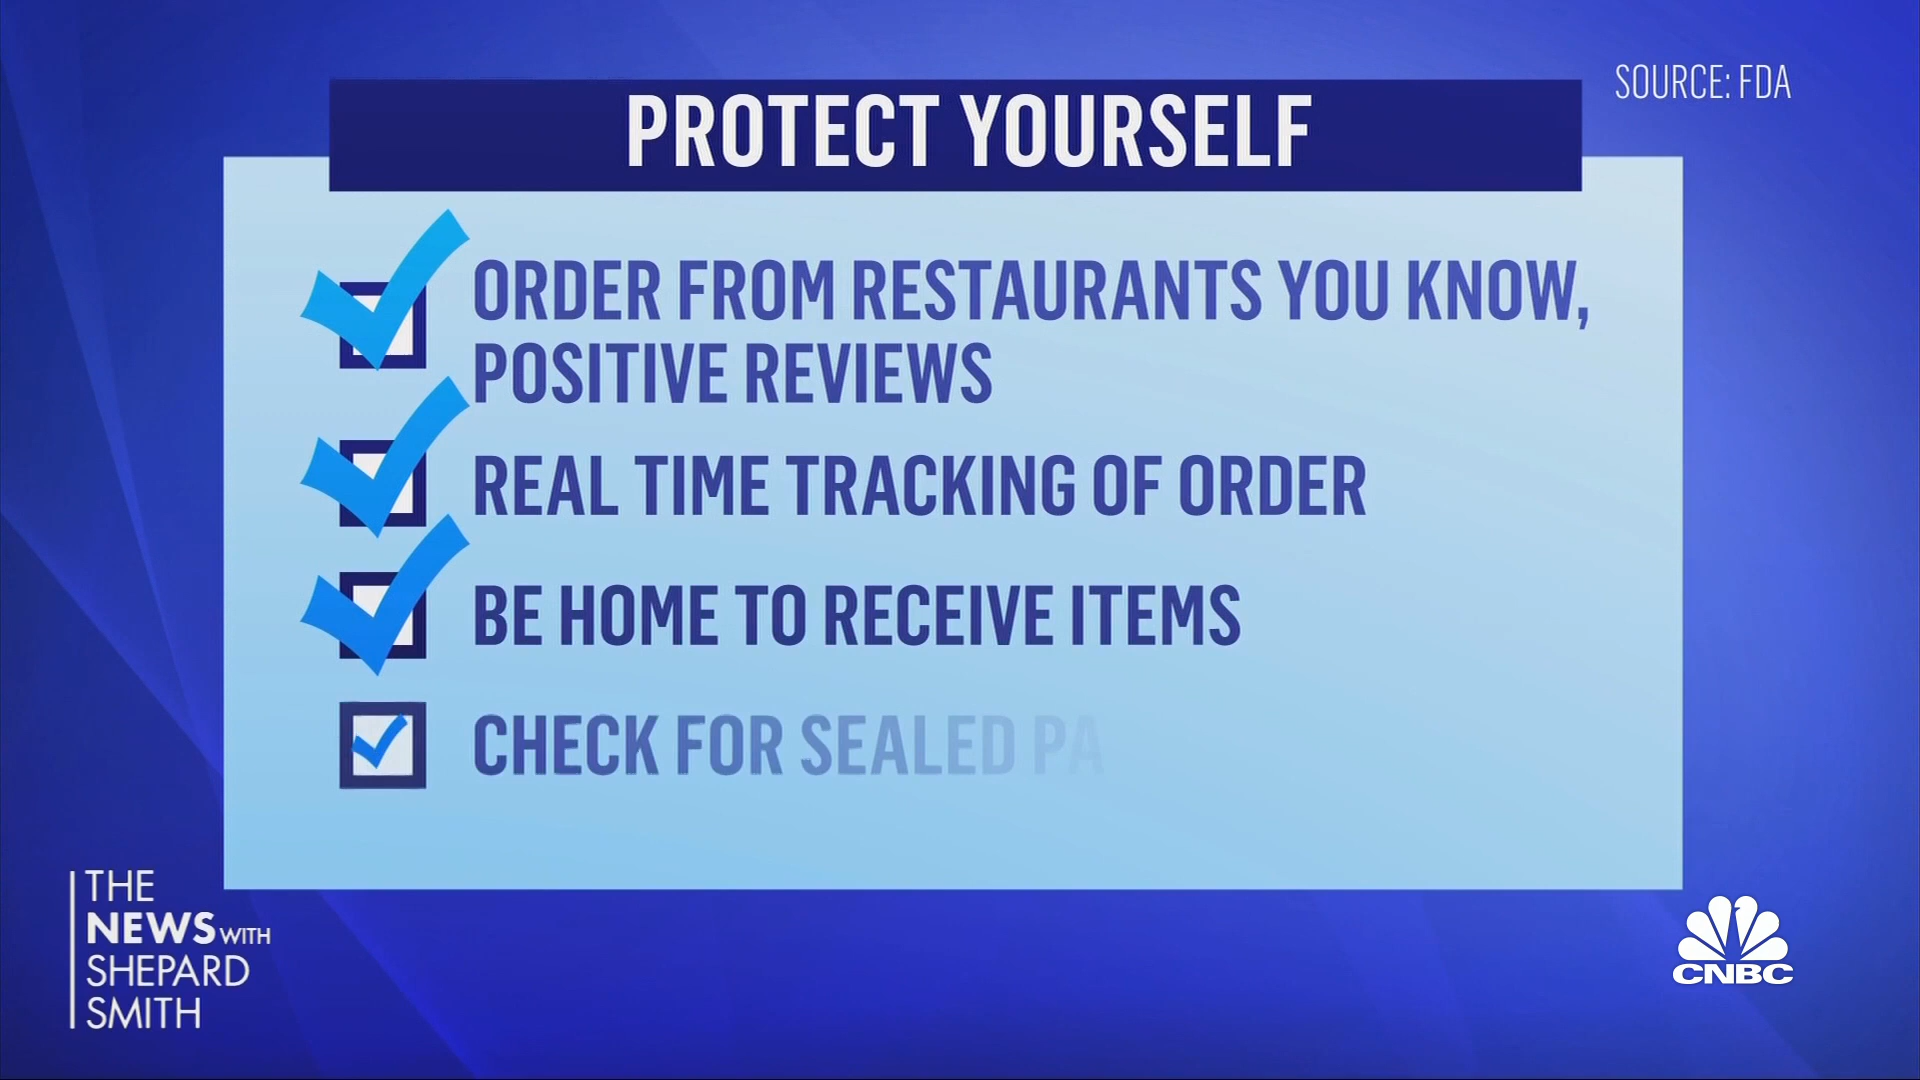 SOURCE: FDA
PROTECT YOURSELF
ORDER FROM RESTAURANTS YOU KNOW,
POSITIVE REVIEWS
REAL TIME TRACKING OF ORDER
BE HOME TO RECEIVE ITEMS
CHECK FOR SEALED PA
THE
NEWS WITH
SHEPARD
SMITH
CNBC